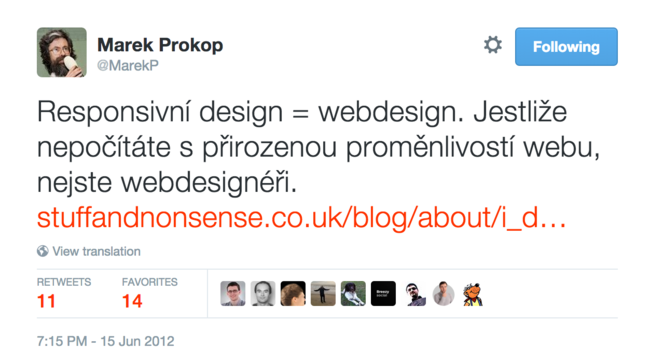 Marek Prokop
@MarekP
Following
Responsivní design = webdesign. Jestliže
nepočítáte s přirozenou proměnlivostí webu,
nejste webdesignéři.
stuffandnonsense.co.uk/blog/about/i_d…
View translation
RETWEETS
11
FAVORITES
14
7:15 PM - 15 Jun 2012